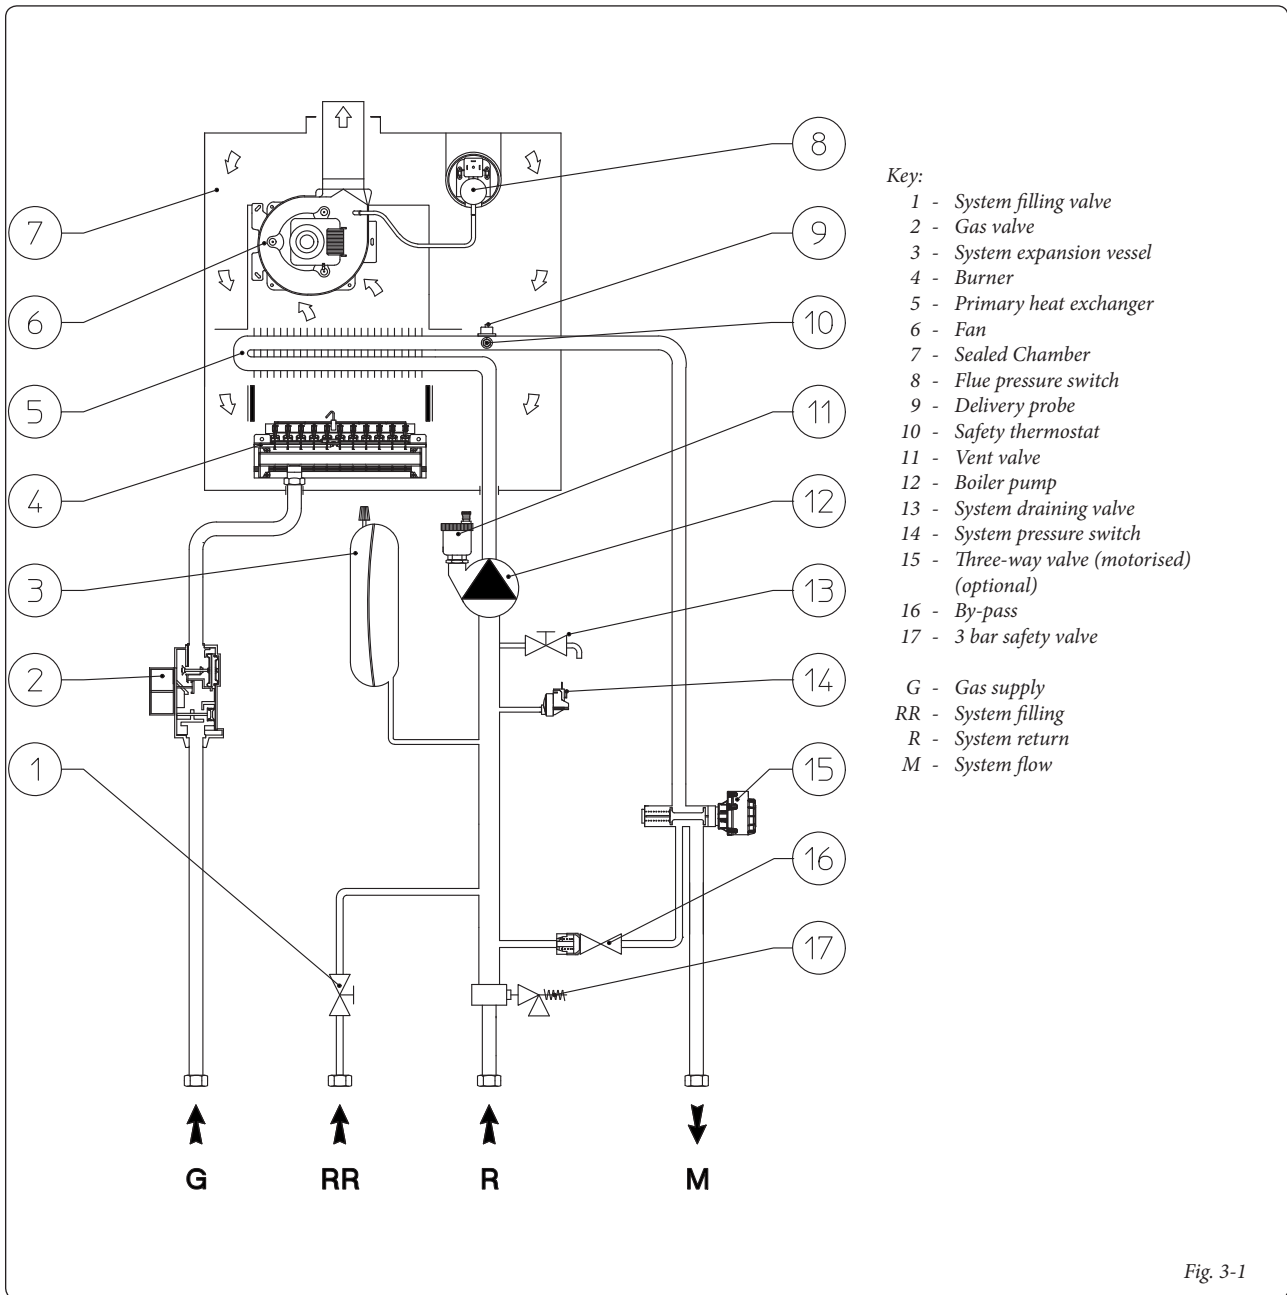 8
7
9
6
10
5
11
4
12
3
13
2
14
1
15
16
17
G
RR
R
M
Key:
1 - System filling valve
2 - Gas valve
3 - System expansion vessel
4 - Burner
5 - Primary heat exchanger
6 - Fan
7 - Sealed Chamber
8 - Flue pressure switch
9 - Delivery probe
10 - Safety thermostat
11 - Vent valve
12 - Boiler pump
13 - System draining valve
14 - System pressure switch
15 - Three-way valve (motorised)
(optional)
16 - By-pass
17 - 3 bar safety valve
G - Gas supply
RR - System filling
R - System return
M - System flow
Fig. 3-1